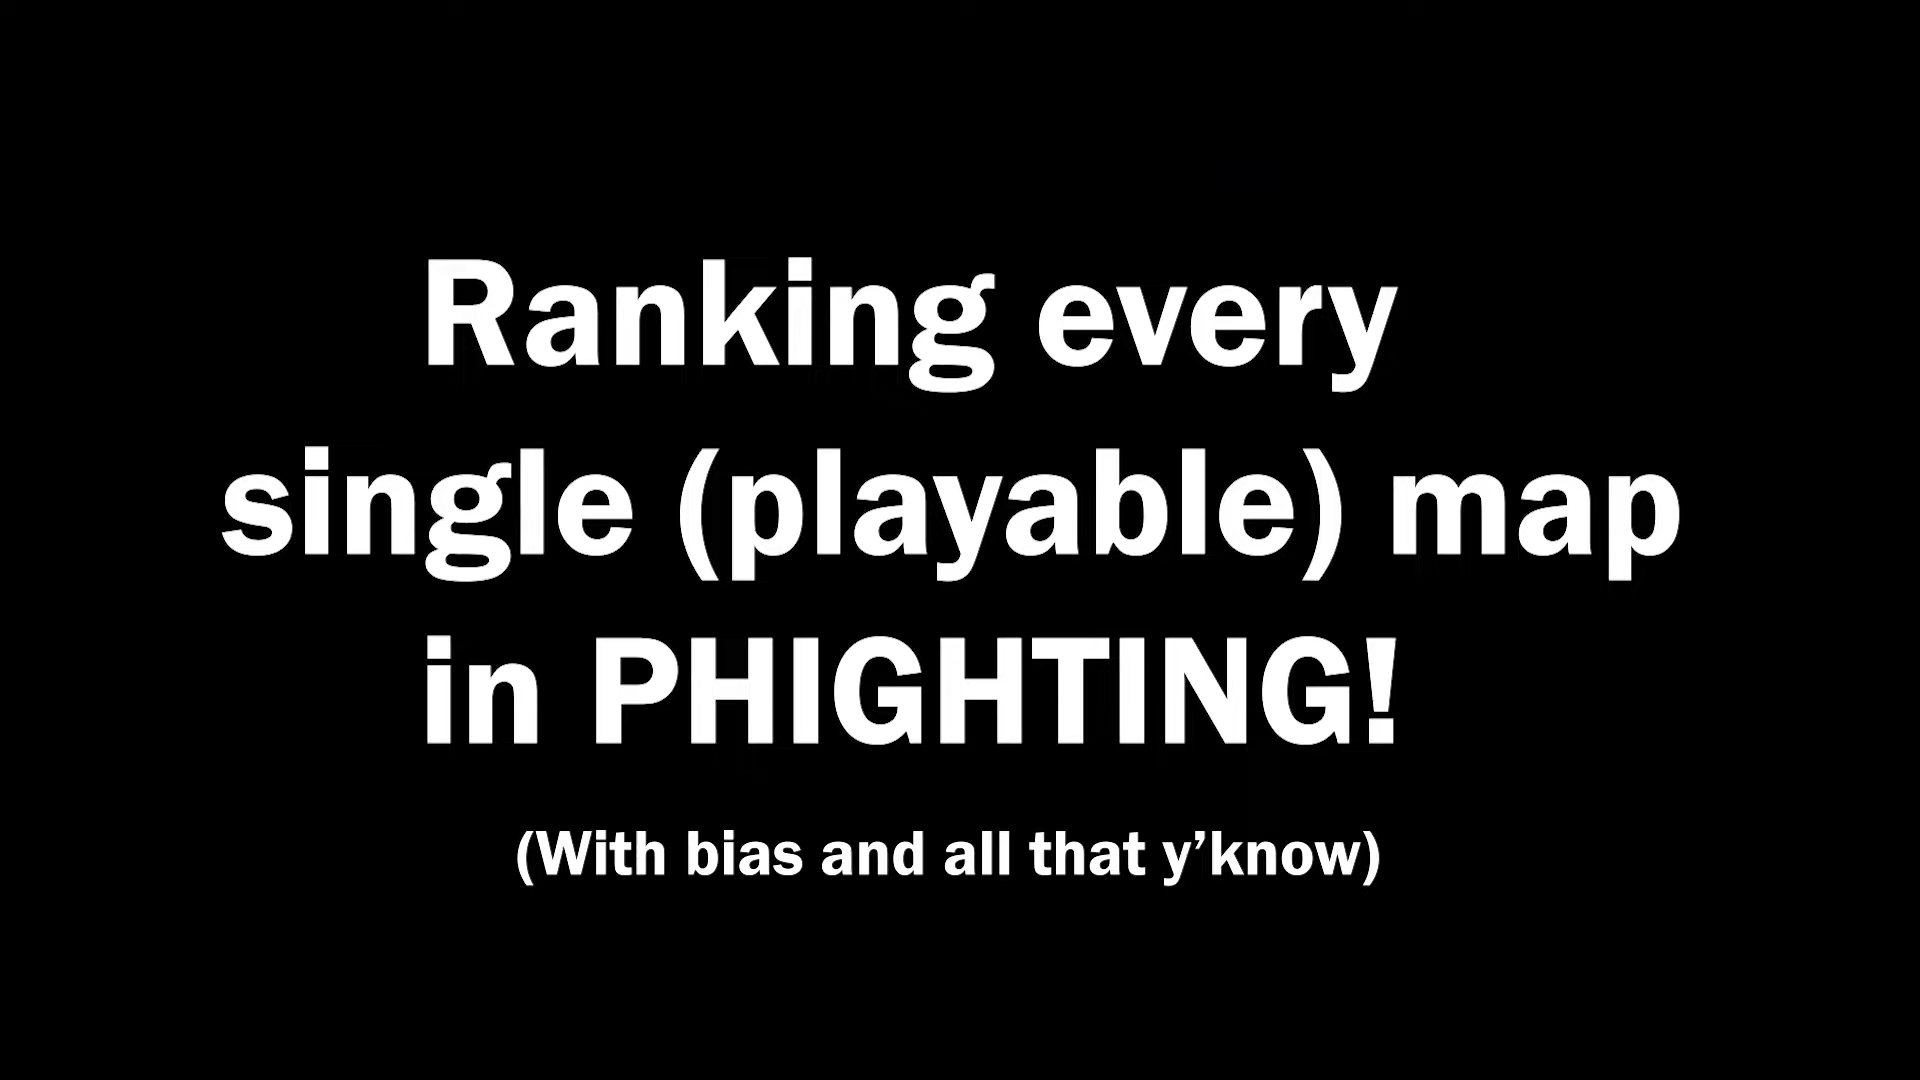 Ranking every
single (playable) map
in PHIGHTING!
(With bias and all that y’know)